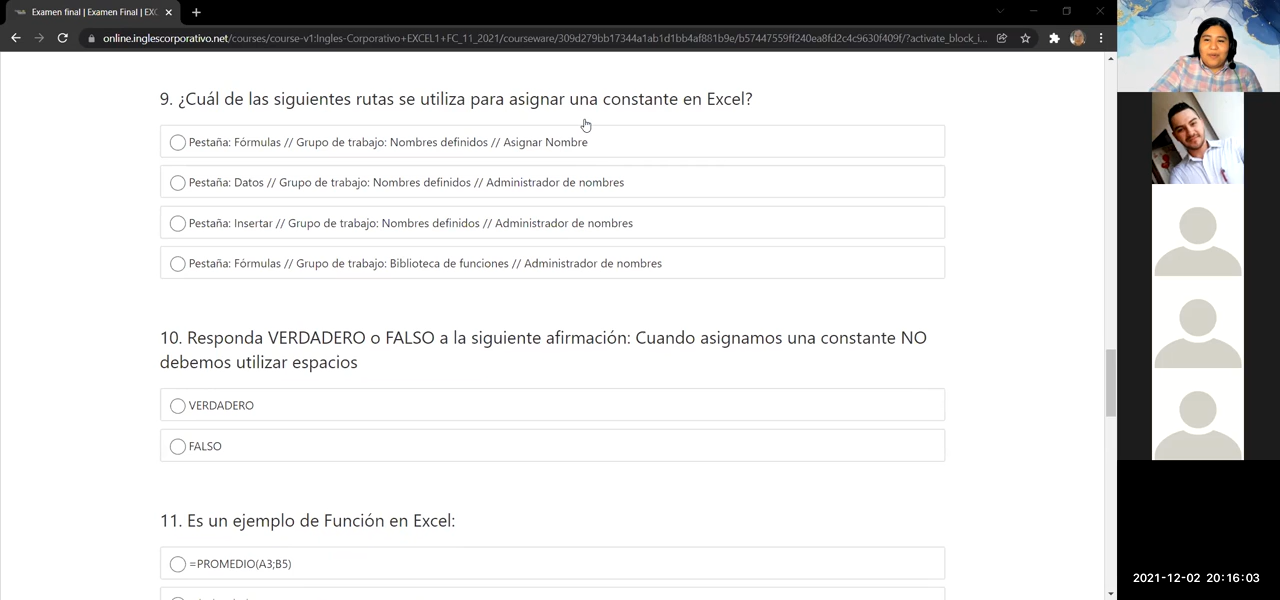 Examen final | Examen Final | EXC
online.inglescorporativo.net/courses/course-v1:Ingles-Corporativo+EXCEL1+FC_11_2021/courseware/309d279bb17344a1ab1d1bb4af881b9e/b57447559ff240ea8fd2c4c9630f409f/?activate_block_i...
9. ¿Cuál de las siguientes rutas se utiliza para asignar una constante en Excel?
Pestaña: Fórmulas // Grupo de trabajo: Nombres definidos // Asignar Nombre
Pestaña: Datos // Grupo de trabajo: Nombres definidos // Administrador de nombres
Pestaña: Insertar // Grupo de trabajo: Nombres definidos // Administrador de nombres
Pestaña: Fórmulas // Grupo de trabajo: Biblioteca de funciones // Administrador de nombres
10. Responda VERDADERO o FALSO a la siguiente afirmación: Cuando asignamos una constante NO
debemos utilizar espacios
VERDADERO
FALSO
11. Es un ejemplo de Función en Excel:
=PROMEDIO(A3;B5)
2021-12-02 20:16:03